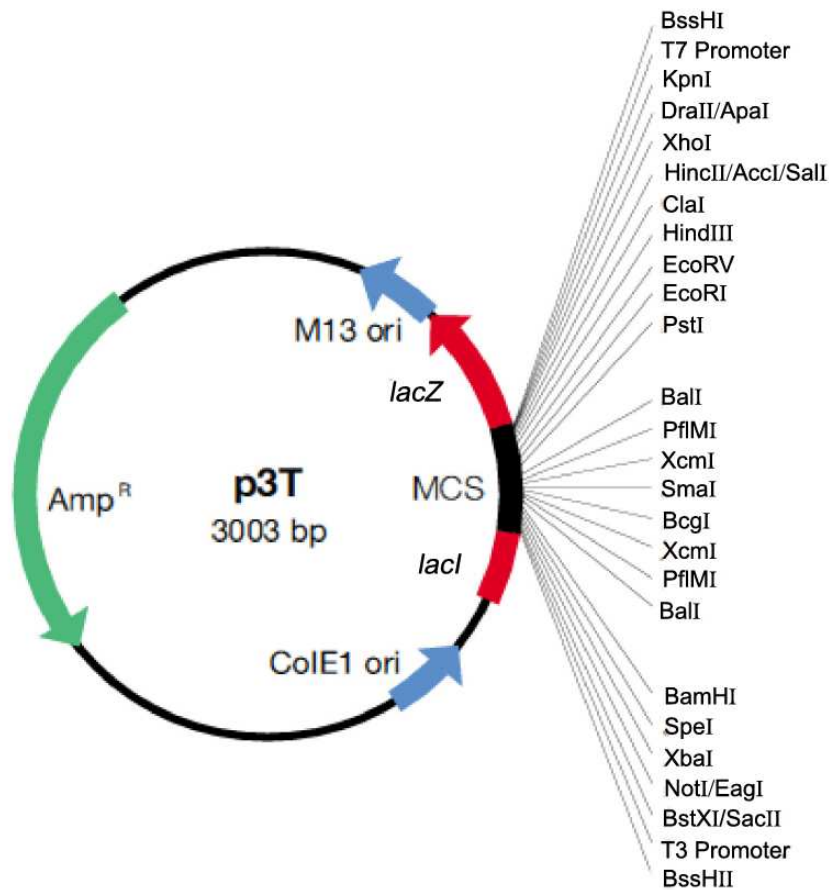 BssHI
T7 Promoter
KpnI
DraII/ApaI
XhoI
HincII/AccI/SalI
ClaI
HindIII
EcoRV
EcoRI
PstI
BalI
PflMI
XcmI
SmaI
BcgI
XcmI
PflMI
BalI
BamHI
SpeI
XbaI
NotI/EagI
BstXI/SacII
T3 Promoter
BssHII
M13 ori
lacZ
Amp R
p3T
3003 bp
MCS
lacI
ColE1 ori